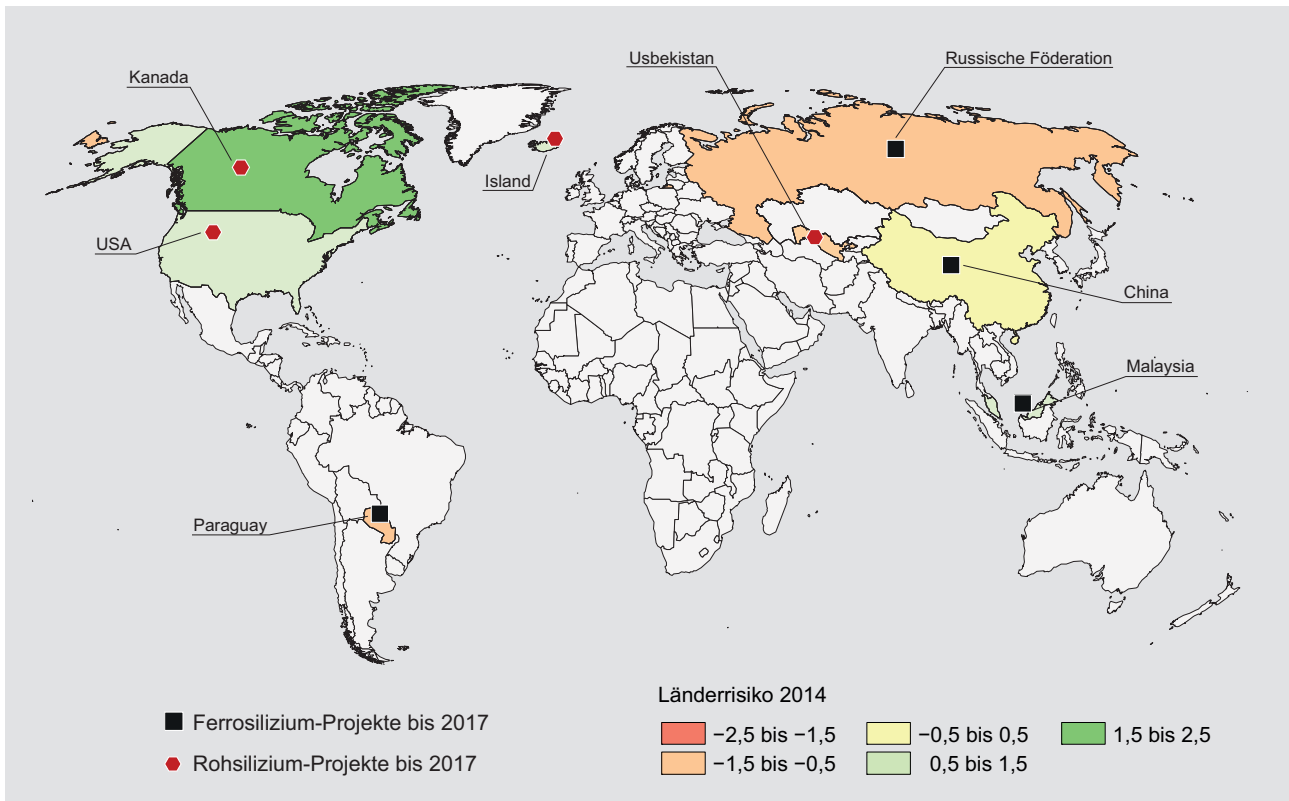 Usbekistan
Russische Föderation
Kanada
Island
USA
China
Malaysia
Paraguay
Länderrisiko 2014
Ferrosilizium-Projekte bis 2017
Rohsilizium-Projekte bis 2017
−2,5 bis −1,5
−0,5 bis 0,5
1,5 bis 2,5
−1,5 bis −0,5
0,5 bis 1,5